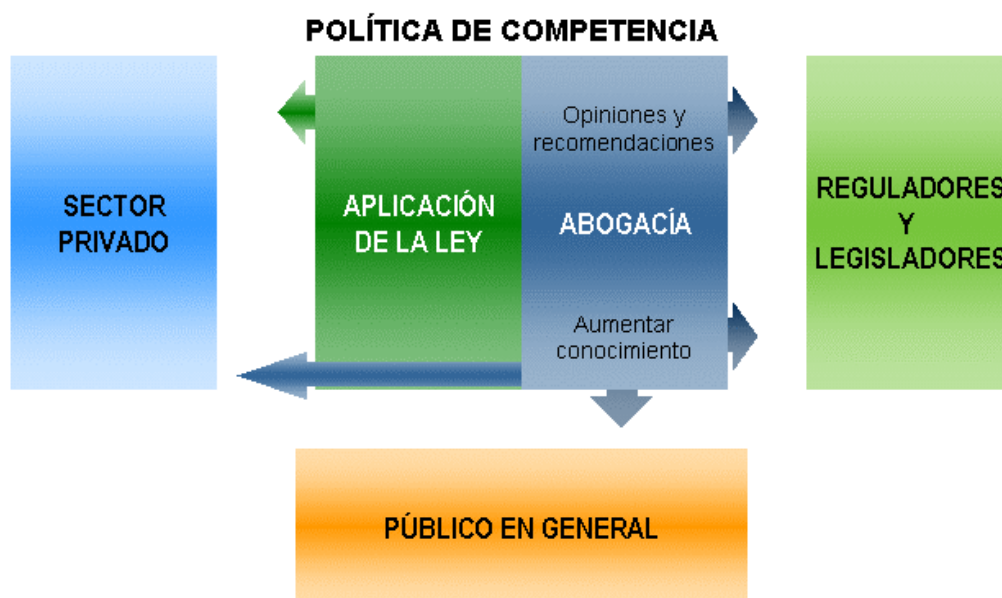 POLÍTICA DE COMPETENCIA
SECTOR
PRIVADO
APLICACIÓN
DE LA LEY
Opiniones y
recomendaciones
ABOGACÍA
Aumentar
conocimiento
REGULADORES
Y
LEGISLADORES
PÚBLICO EN GENERAL